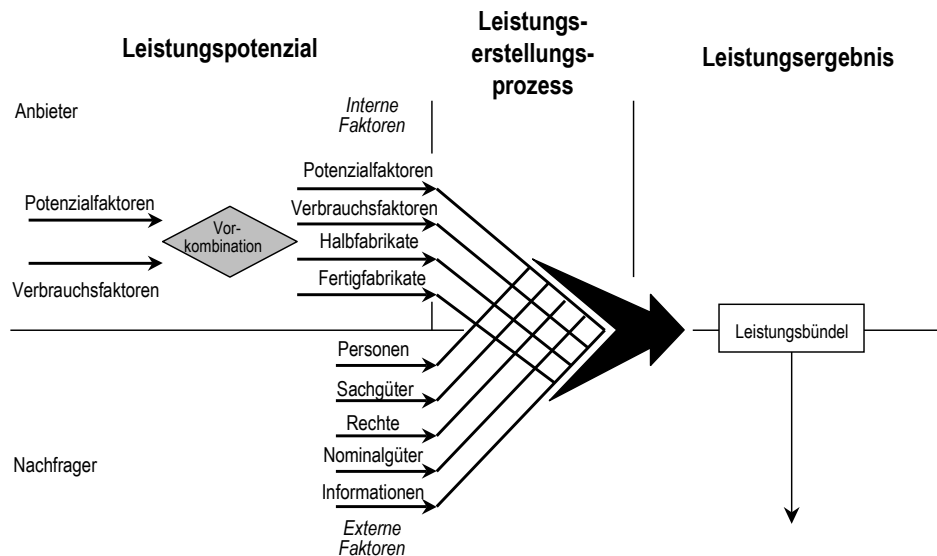 Leistungspotenzial
Leistungs-
erstellungs-
prozess
Leistungsergebnis
Anbieter
Interne
Faktoren
Potenzialfaktoren
Verbrauchsfaktoren
Vor-
kombination
Potenzialfaktoren
Verbrauchsfaktoren
Halbfabrikate
Fertigfabrikate
Leistungsbündel
Nachfrager
Personen
Sachgüter
Rechte
Nominalgüter
Informationen
Externe
Faktoren